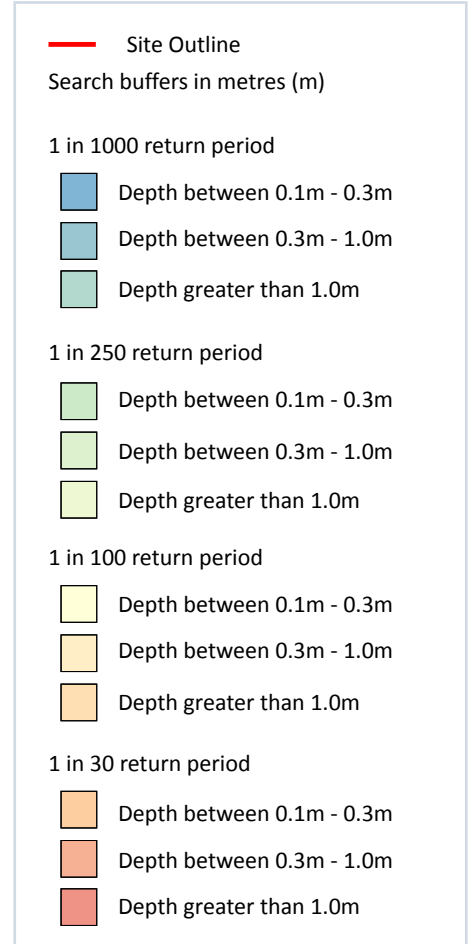 Site Outline
Search buffers in metres (m)
1 in 1000 return period
Depth between 0.1m - 0.3m
Depth between 0.3m - 1.0m
Depth greater than 1.0m
1 in 250 return period
Depth between 0.1m - 0.3m
Depth between 0.3m - 1.0m
Depth greater than 1.0m
1 in 100 return period
Depth between 0.1m - 0.3m
Depth between 0.3m - 1.0m
Depth greater than 1.0m
1 in 30 return period
Depth between 0.1m - 0.3m
Depth between 0.3m - 1.0m
Depth greater than 1.0m